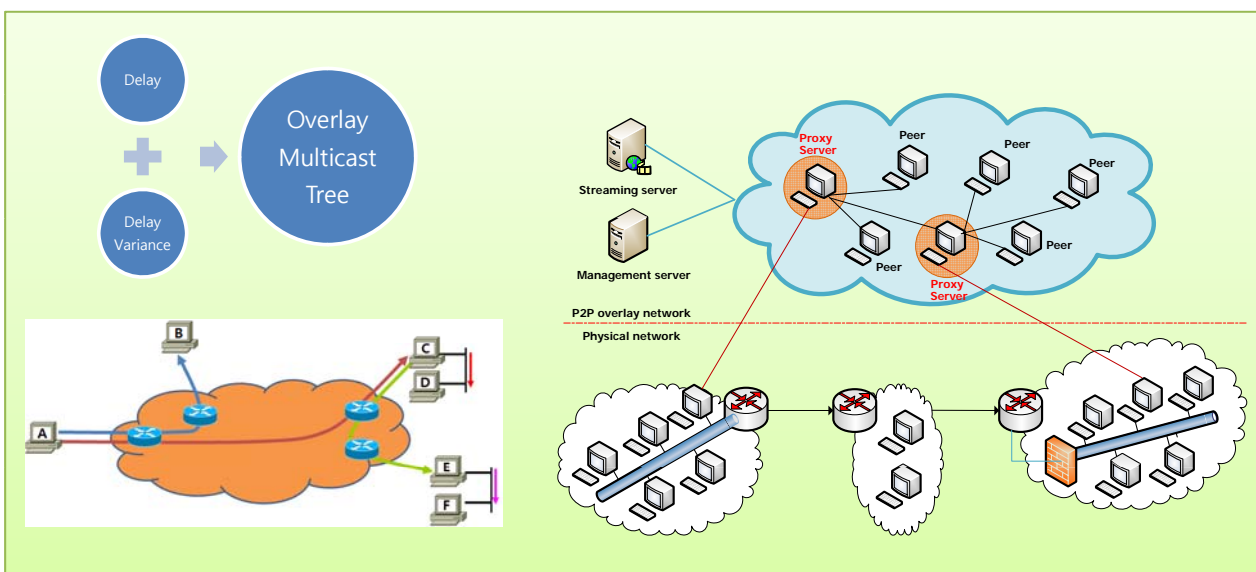 Delay
Delay
Variance
Overlay
Multicast
Tree
Streaming server
Management server
Proxy
Server
Peer
Peer
Peer
Peer
Peer
Proxy
Server
P2P overlay network
Physical network
A
B
C
D
E
F